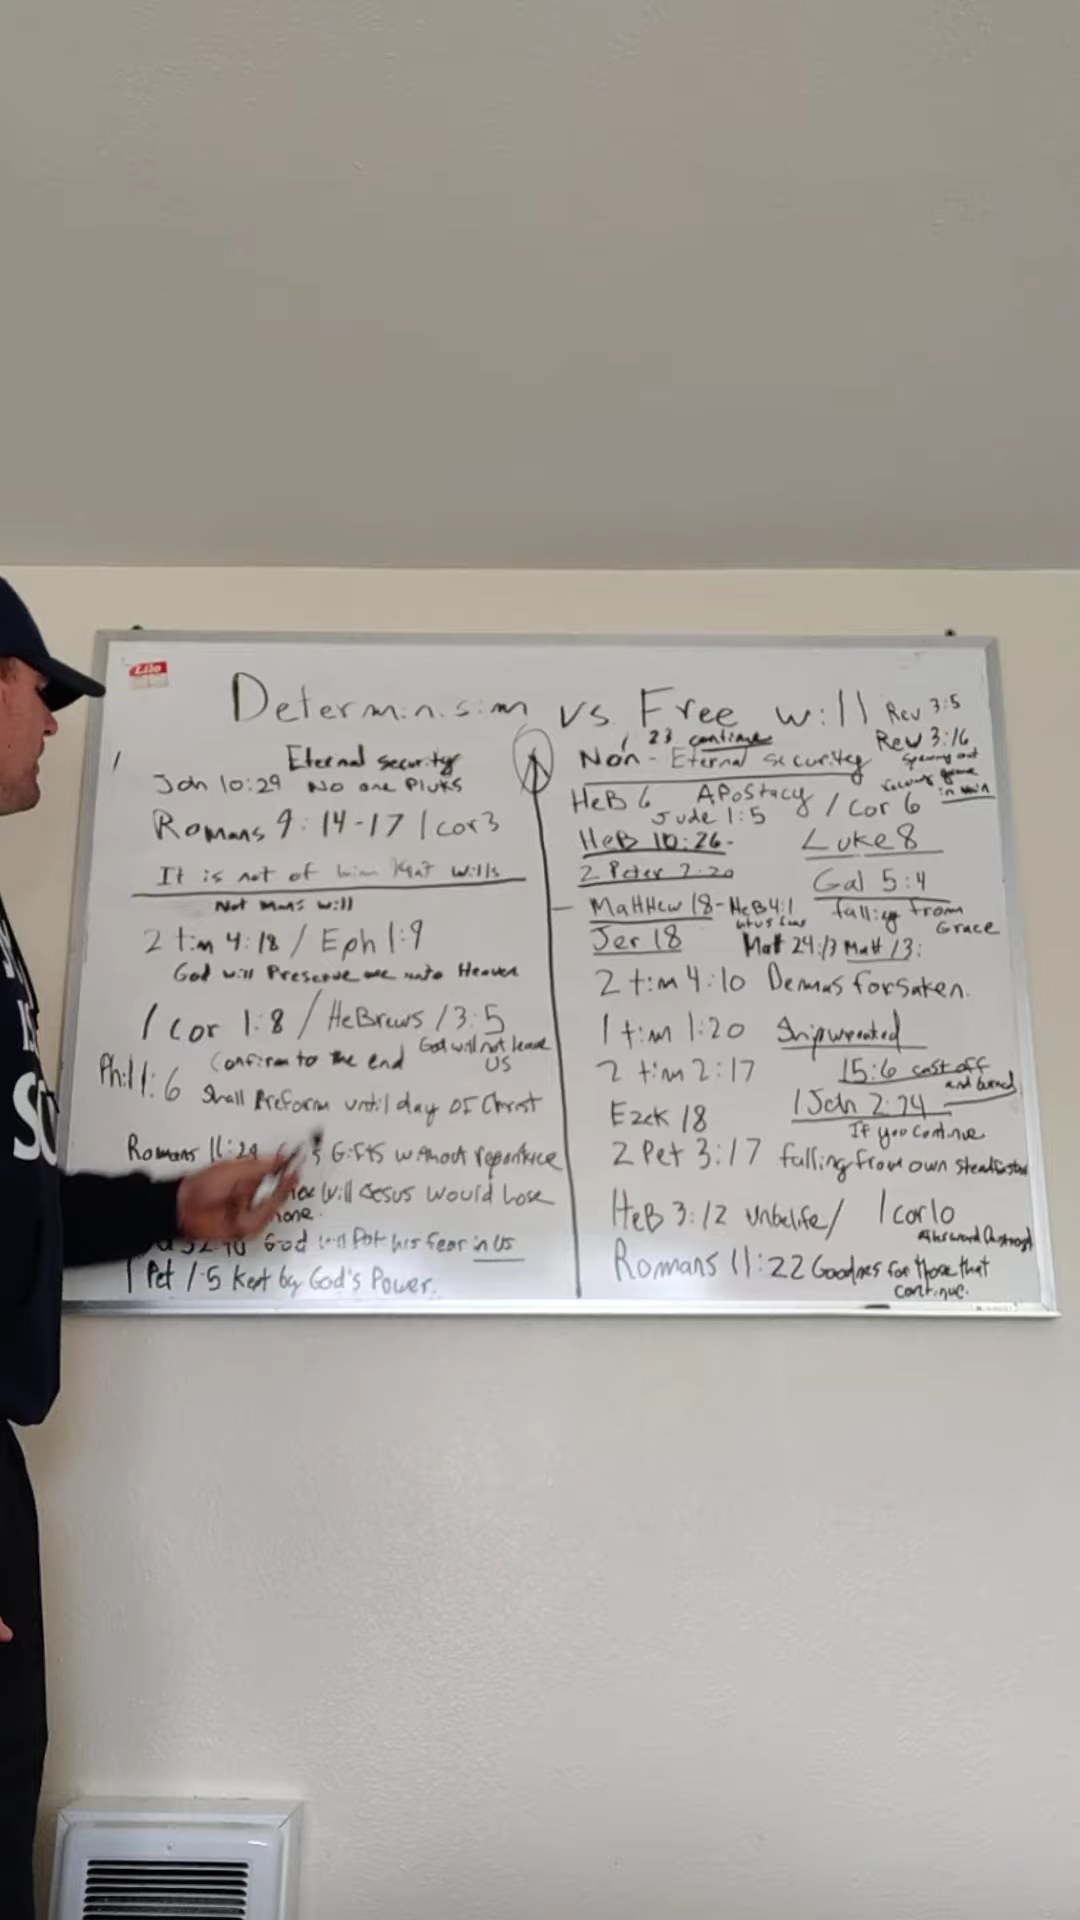 Lilo
Determinisim vs. Free will
Eternal security
John 10:29 No one Pluks
Romans 9:14-17 1 cor 3
It is not of him that wills
Not mans will
2 tim 4:18 / Eph 1:9
God will Preserve me unto Heaven
1 Cor 1:8 / HeBrews 13:5
Confirm to the end God will not leave
US
Phil 1:6 Shall Preform until day of Christ
Romans 11:29 Gifts without repentice
will Jesus would Lose
none
God will Put his fear in us
1 Pet 1:5 Kept by God's Power.
Rev 3:5
23 continue
Rev 3:16
Non - Eternal security
Spewing out
in vain
HeB 6 APostacy / Cor 6
Jude 1:5
HeB 10:26- Luke 8
2 Peter 2:20
Gal 5:4
MatHew 18 - HeB 4:1
falling from
Grace
Jer 18 Mat 24:13 Matt 13:
2 tim 4:10 Demas forsaken.
1 tim 1:20
2 tim 2:17 15:6 cast off
and burned
Ezek 18 1 John 2:24
If you continue
2 Pet 3:17 falling from own
HeB 3:12 unbelife / 1 cor 10
Romans 11:22 Goodnes for those that
continue.